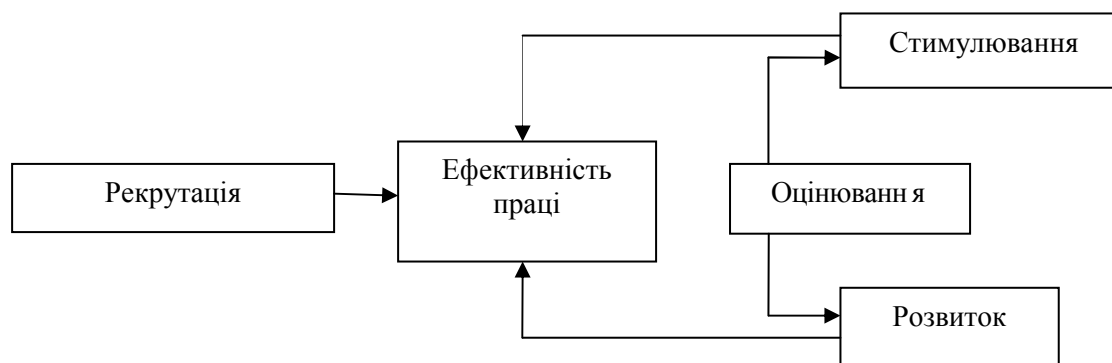 Стимулювання
Ефективність
праці
Рекрутація
Оцінюванн я
Розвиток